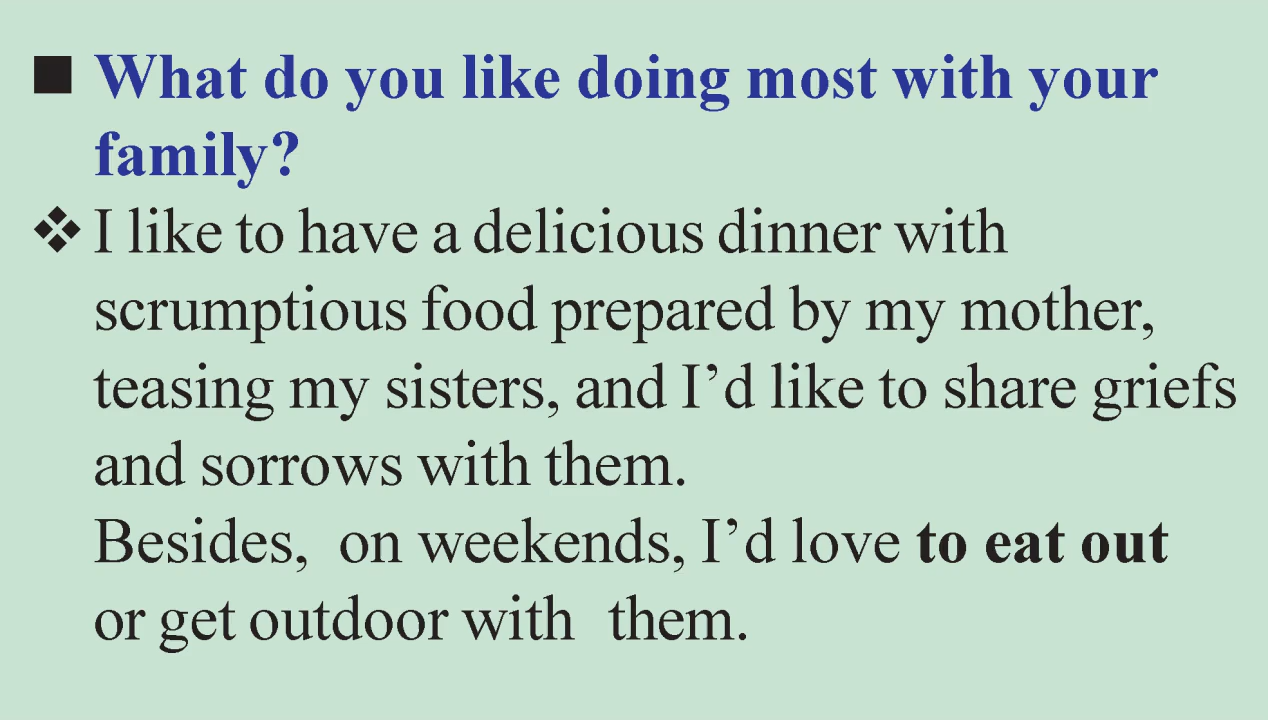 ■ What do you like doing most with your
family?
❖ I like to have a delicious dinner with
scrumptious food prepared by my mother,
teasing my sisters, and I’d like to share griefs
and sorrows with them.
Besides,  on weekends, I’d love to eat out
or get outdoor with  them.